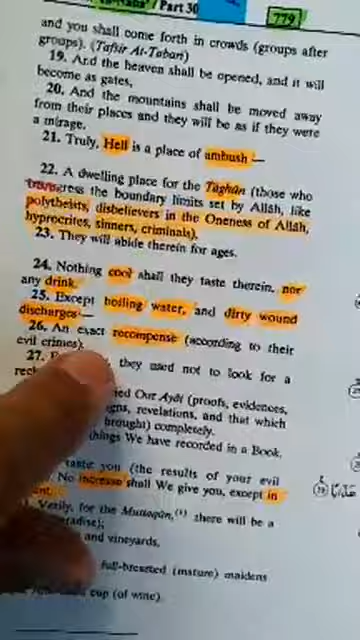 Part 30
779
and you shall come forth in crowds (groups after
groups). (Tafsir At-Tabari)
19. And the heaven shall be opened, and it will
become as gates,
20. And the mountains shall be moved away
from their places and they will be as if they were
a mirage.
21. Truly, Hell is a place of ambush —
22. A dwelling place for the Tâghûn (those who
transgress the boundary limits set by Allâh, like
polytheists, disbelievers in the Oneness of Allâh,
hyprocrites, sinners, criminals),
23. They will abide therein for ages.
24. Nothing cool shall they taste therein, nor
any drink.
25. Except boiling water, and dirty wound
discharges—
26. An exact recompense (according to their
evil crimes).
27. they used not to look for a
Our Ayât (proofs, evidences,
revelations, and that which
brought) completely.
things We have recorded in a Book.
taste you (the results of your evil
No increase shall We give you, except in
Verily, for the Muttaqûn,(1) there will be a
and vineyards,
full-breasted (mature) maidens
cup (of wine).